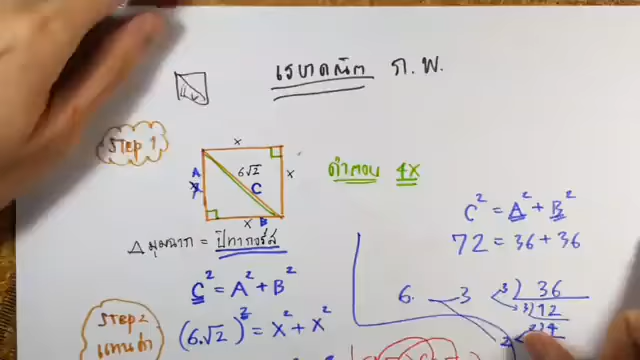 เรขาคณิต ก.พ.
STEP 1
x
A
x
6√2
C
x
x
B
คำตอบ 4x
△ มุมฉาก = ปิทากอรัส
C² = A² + B²
C² = A² + B²
72 = 36 + 36
STEP 2
แทนค่า
(6.√2)² = x² + x²
6.
3
3) 36
3) 12
2) 4
2